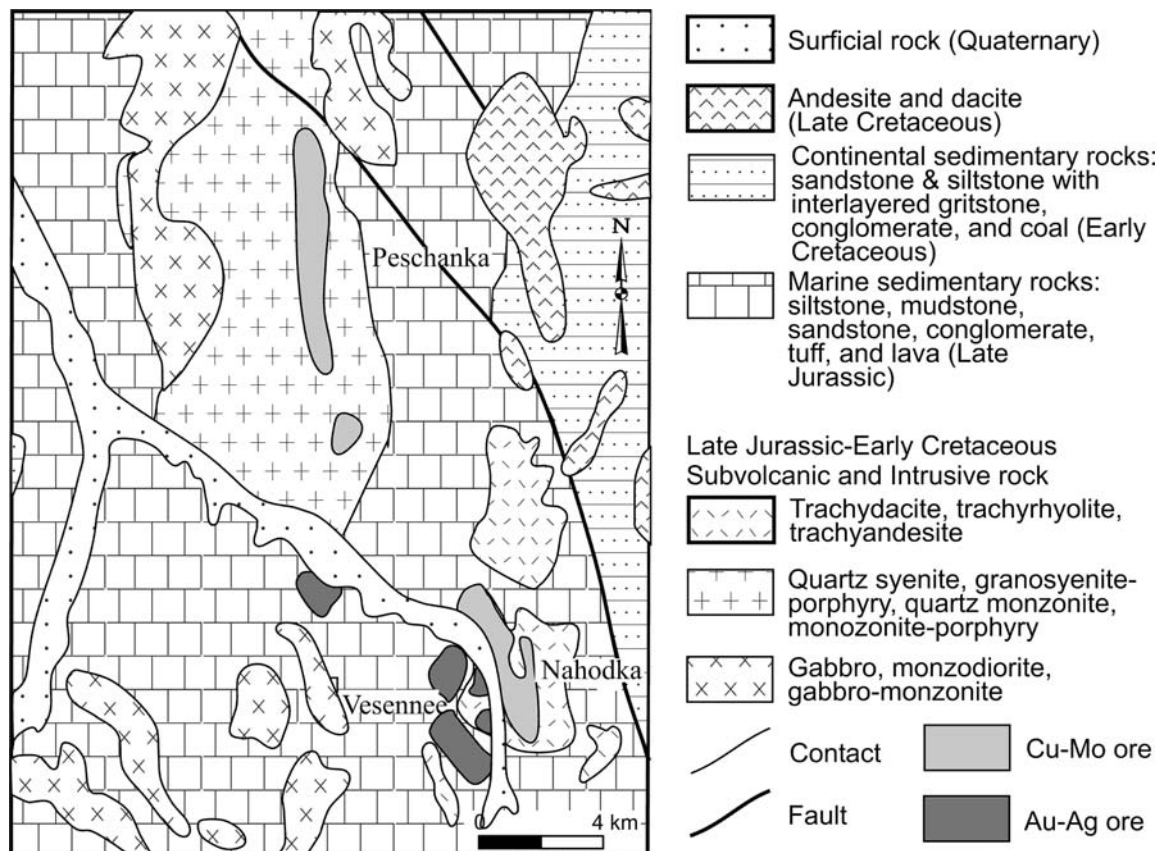 Peschanka
N
Nahodka
Vesennee
0 4 km
Surficial rock (Quaternary)
Andesite and dacite
(Late Cretaceous)
Continental sedimentary rocks:
sandstone & siltstone with
interlayered gritstone,
conglomerate, and coal (Early
Cretaceous)
Marine sedimentary rocks:
siltstone, mudstone,
sandstone, conglomerate,
tuff, and lava (Late
Jurassic)
Late Jurassic-Early Cretaceous
Subvolcanic and Intrusive rock
Trachydacite, trachyrhyolite,
trachyandesite
Quartz syenite, granosyenite-
porphyry, quartz monzonite,
monozonite-porphyry
Gabbro, monzodiorite,
gabbro-monzonite
Contact
Cu-Mo ore
Fault
Au-Ag ore